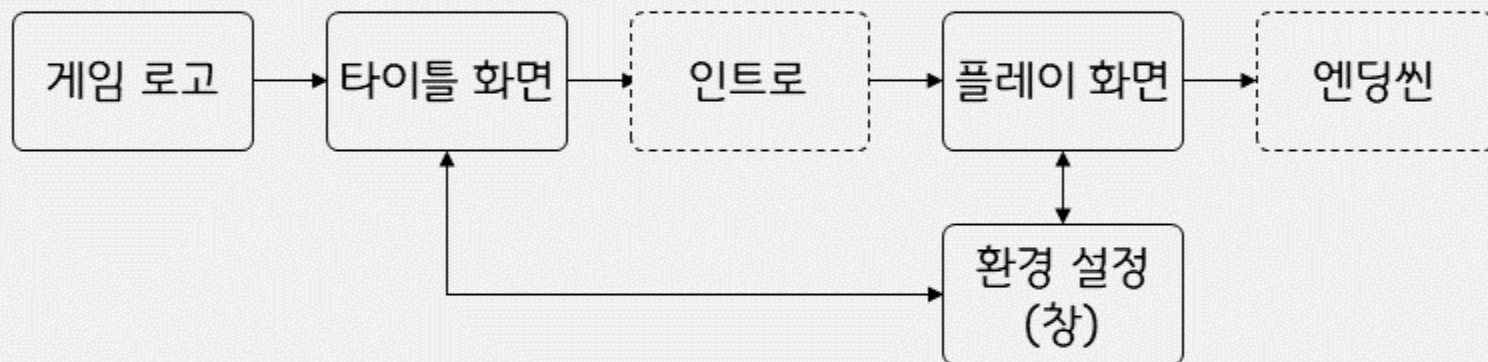 게임 로고
타이틀 화면
인트로
플레이 화면
엔딩씬
환경 설정
(창)